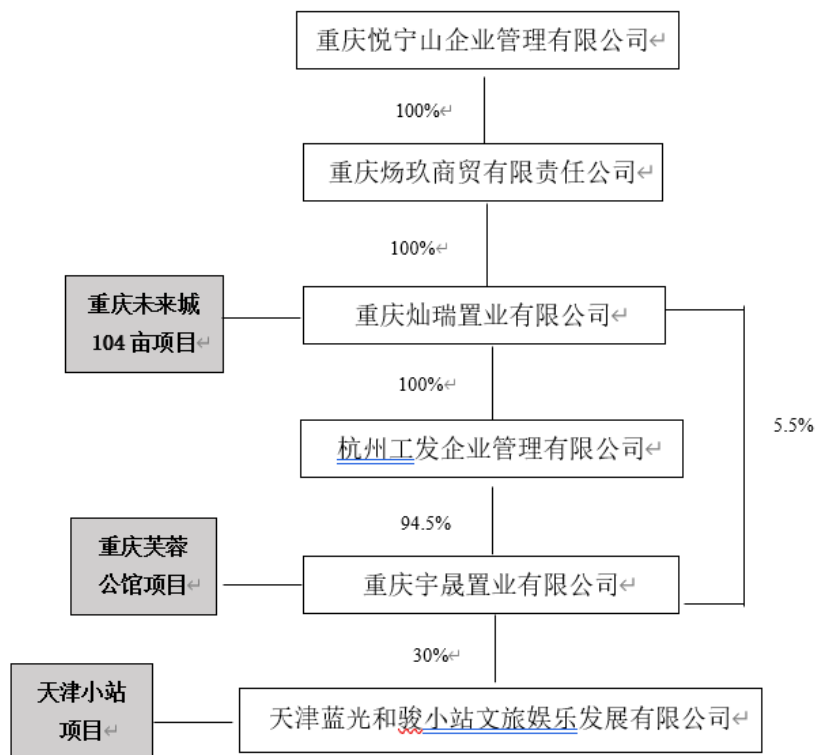 重庆悦宁山企业管理有限公司
100%
重庆炀玖商贸有限责任公司
100%
重庆未来城
104 亩项目
重庆灿瑞置业有限公司
100%
5.5%
杭州工发企业管理有限公司
94.5%
重庆芙蓉
公馆项目
重庆宇晟置业有限公司
30%
天津小站
项目
天津蓝光和骏小站文旅娱乐发展有限公司